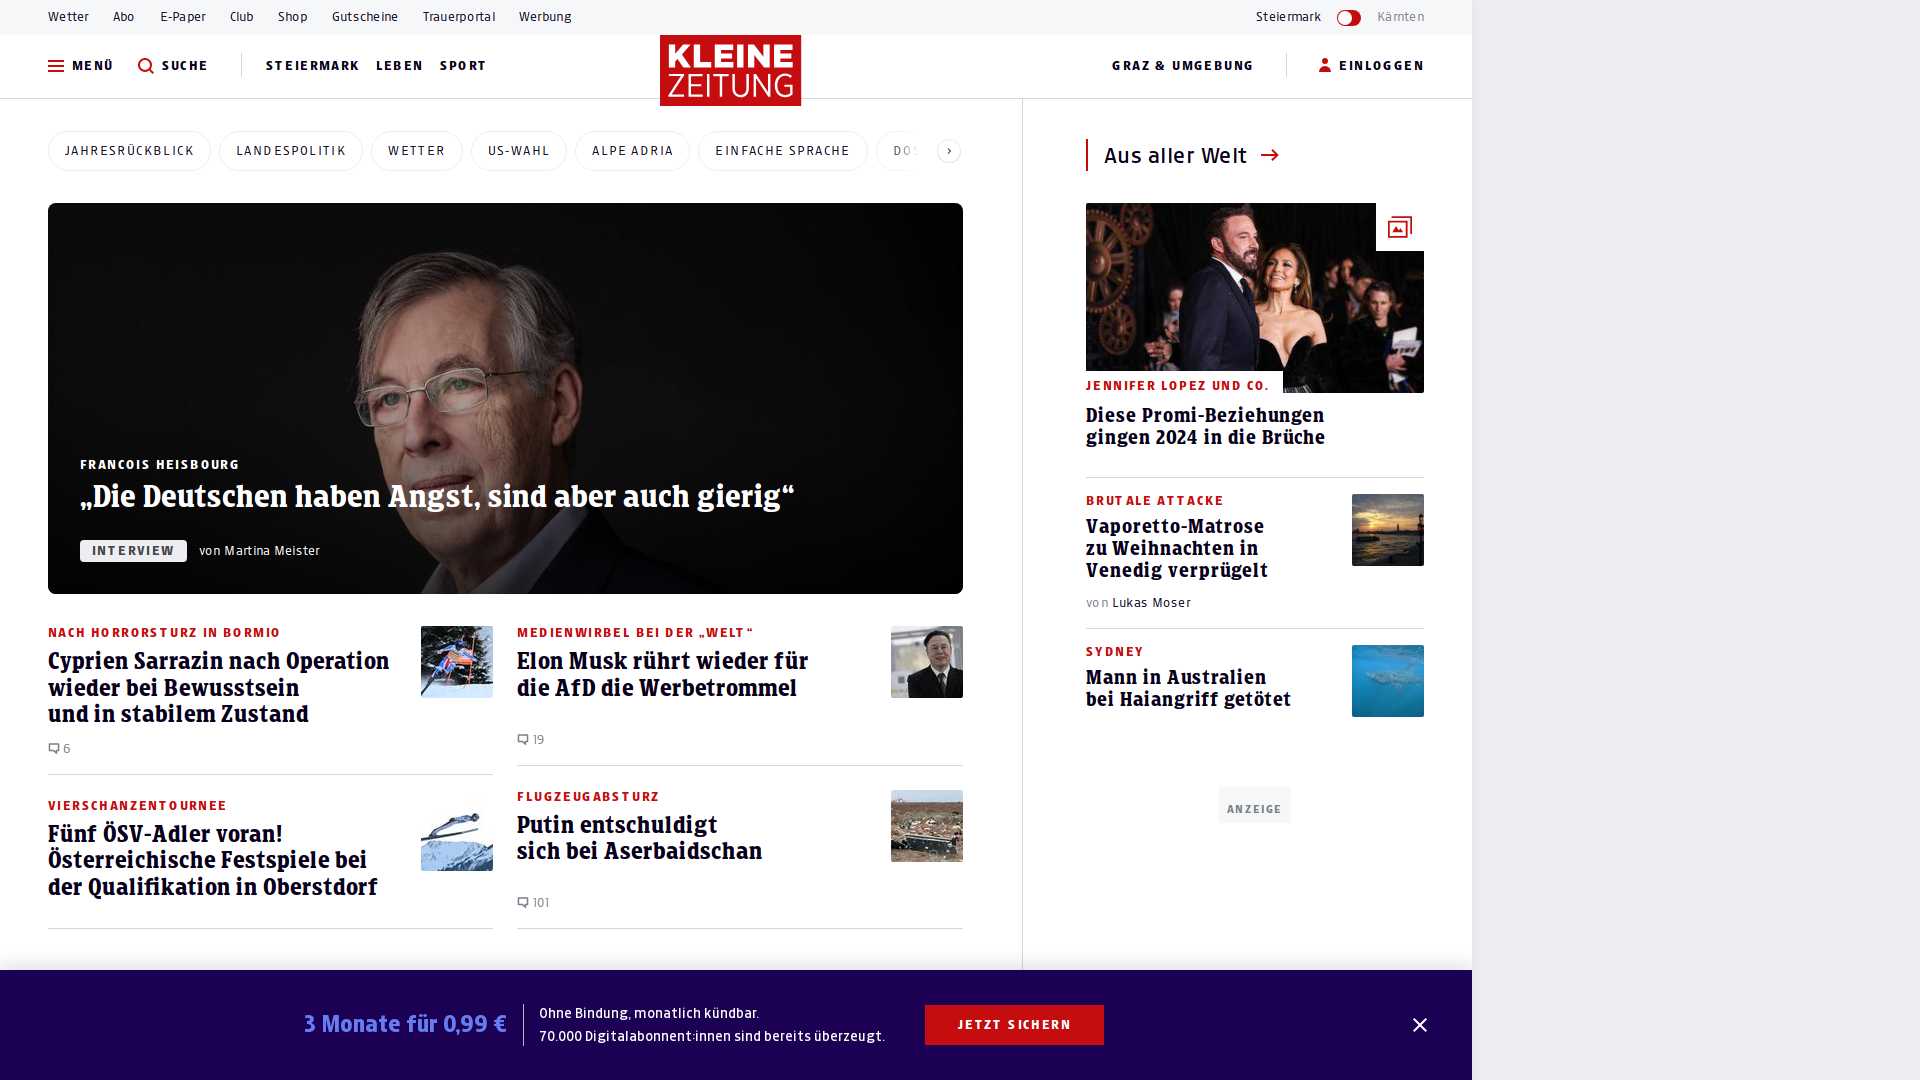 Wetter Abo E-Paper Club Shop Gutscheine Trauerportal Werbung Steiermark Kärnten
MENÜ SUCHE STEIERMARK LEBEN SPORT KLEINE ZEITUNG GRAZ & UMGEBUNG EINLOGGEN
JAHRESRÜCKBLICK LANDESPOLITIK WETTER US-WAHL ALPE ADRIA EINFACHE SPRACHE
FRANCOIS HEISBOURG
„Die Deutschen haben Angst, sind aber auch gierig“
INTERVIEW von Martina Meister
NACH HORRORSTURZ IN BORMIO
Cyprien Sarrazin nach Operation
wieder bei Bewusstsein
und in stabilem Zustand
6
MEDIENWIRBEL BEI DER „WELT“
Elon Musk rührt wieder für
die AfD die Werbetrommel
19
VIERSCHANZENTOURNEE
Fünf ÖSV-Adler voran!
Österreichische Festspiele bei
der Qualifikation in Oberstdorf
FLUGZEUGABSTURZ
Putin entschuldigt
sich bei Aserbaidschan
101
Aus aller Welt
JENNIFER LOPEZ UND CO.
Diese Promi-Beziehungen
gingen 2024 in die Brüche
BRUTALE ATTACKE
Vaporetto-Matrose
zu Weihnachten in
Venedig verprügelt
von Lukas Moser
SYDNEY
Mann in Australien
bei Haiangriff getötet
ANZEIGE
3 Monate für 0,99 €
Ohne Bindung, monatlich kündbar.
70.000 Digitalabonnent:innen sind bereits überzeugt.
JETZT SICHERN